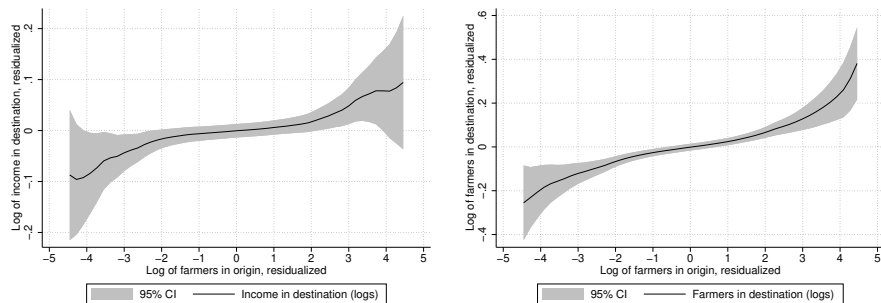 Log of income in destination, residualized
.2
.1
0
-.1
-.2
-5 -4 -3 -2 -1 0 1 2 3 4 5
Log of farmers in origin, residualized
95% CI Income in destination (logs)
Log of farmers in destination, residualized
.6
.4
.2
0
-.2
-.4
-5 -4 -3 -2 -1 0 1 2 3 4 5
Log of farmers in origin, residualized
95% CI Farmers in destination (logs)